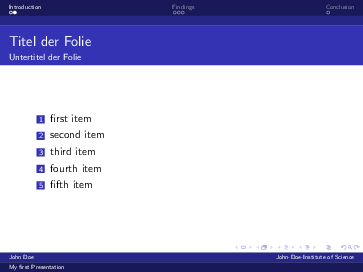 Introduction Findings Conclusion
Titel der Folie
Untertitel der Folie
1 first item
2 second item
3 third item
4 fourth item
5 fifth item
John Doe John-Doe-Institute of Science
My first Presentation